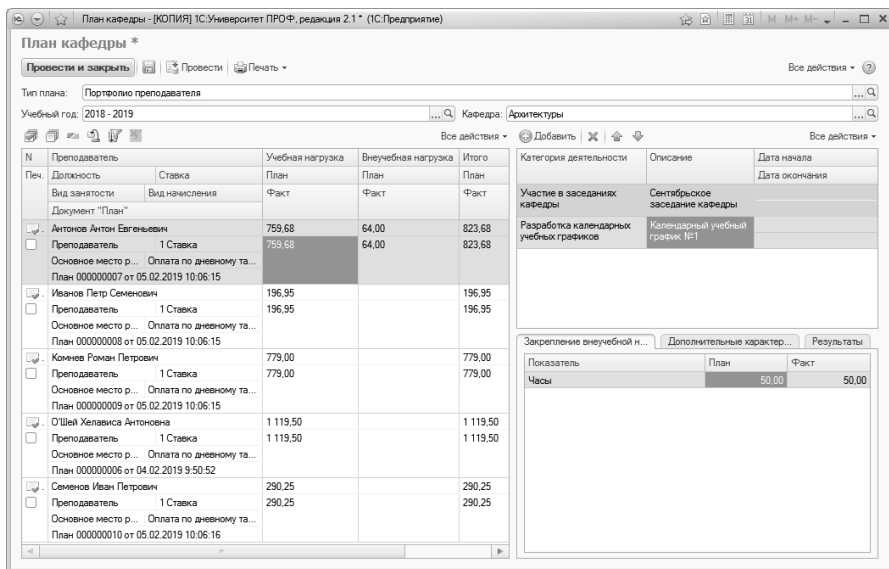 План кафедры - [КОПИЯ] 1С:Университет ПРОФ, редакция 2.1 * (1С:Предприятие)
M M+ M-
План кафедры *
Провести и закрыть Провести Печать Все действия
Тип плана: Портфолио преподавателя
Учебный год: 2018 - 2019 Кафедра: Архитектуры
Все действия
N Преподаватель Учебная нагрузка Внеучебная нагрузка Итого
Печ. Должность Ставка План План План
Вид занятости Вид начисления Факт Факт Факт
Документ "План"
Антонов Антон Евгеньевич 759,68 64,00 823,68
Преподаватель 1 Ставка 759,68 64,00 823,68
Основное место р... Оплата по дневному та...
План 000000007 от 05.02.2019 10:06:15
Иванов Петр Семенович 196,95 196,95
Преподаватель 1 Ставка 196,95 196,95
Основное место р... Оплата по дневному та...
План 000000008 от 05.02.2019 10:06:15
Комнев Роман Петрович 779,00 779,00
Преподаватель 1 Ставка 779,00 779,00
Основное место р... Оплата по дневному та...
План 000000009 от 05.02.2019 10:06:15
О'Шей Хелависа Антоновна 1 119,50 1 119,50
Преподаватель 1 Ставка 1 119,50 1 119,50
Основное место р... Оплата по дневному та...
План 000000006 от 04.02.2019 9:50:52
Семенов Иван Петрович 290,25 290,25
Преподаватель 1 Ставка 290,25 290,25
Основное место р... Оплата по дневному та...
План 000000010 от 05.02.2019 10:06:16
Добавить Все действия
Категория деятельности Описание Дата начала
Дата окончания
Участие в заседаниях Сентябрьское
кафедры заседание кафедры
Разработка календарных Календарный учебный
учебных графиков график №1
Закрепление внеучебной н... Дополнительные характер... Результаты
Показатель План Факт
Часы 50,00 50,00